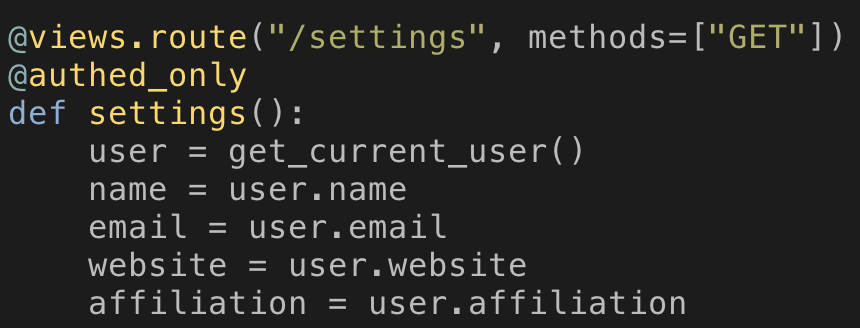 @views.route("/settings", methods=["GET"])
@authed_only
def settings():
    user = get_current_user()
    name = user.name
    email = user.email
    website = user.website
    affiliation = user.affiliation